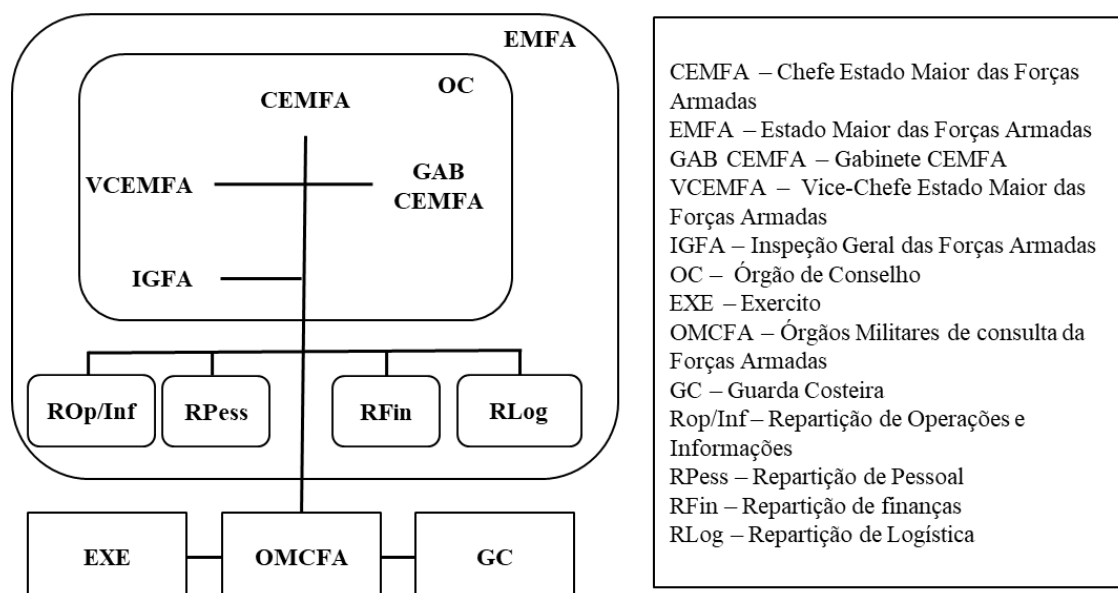 EMFA
OC
CEMFA
VCEMFA
GAB
CEMFA
IGFA
ROp/Inf
RPess
RFin
RLog
EXE
OMCFA
GC
CEMFA – Chefe Estado Maior das Forças
Armadas
EMFA – Estado Maior das Forças Armadas
GAB CEMFA – Gabinete CEMFA
VCEMFA – Vice-Chefe Estado Maior das
Forças Armadas
IGFA – Inspeção Geral das Forças Armadas
OC – Órgão de Conselho
EXE – Exercito
OMCFA – Órgãos Militares de consulta da
Forças Armadas
GC – Guarda Costeira
Rop/Inf – Repartição de Operações e
Informações
RPess – Repartição de Pessoal
RFin – Repartição de finanças
RLog – Repartição de Logística